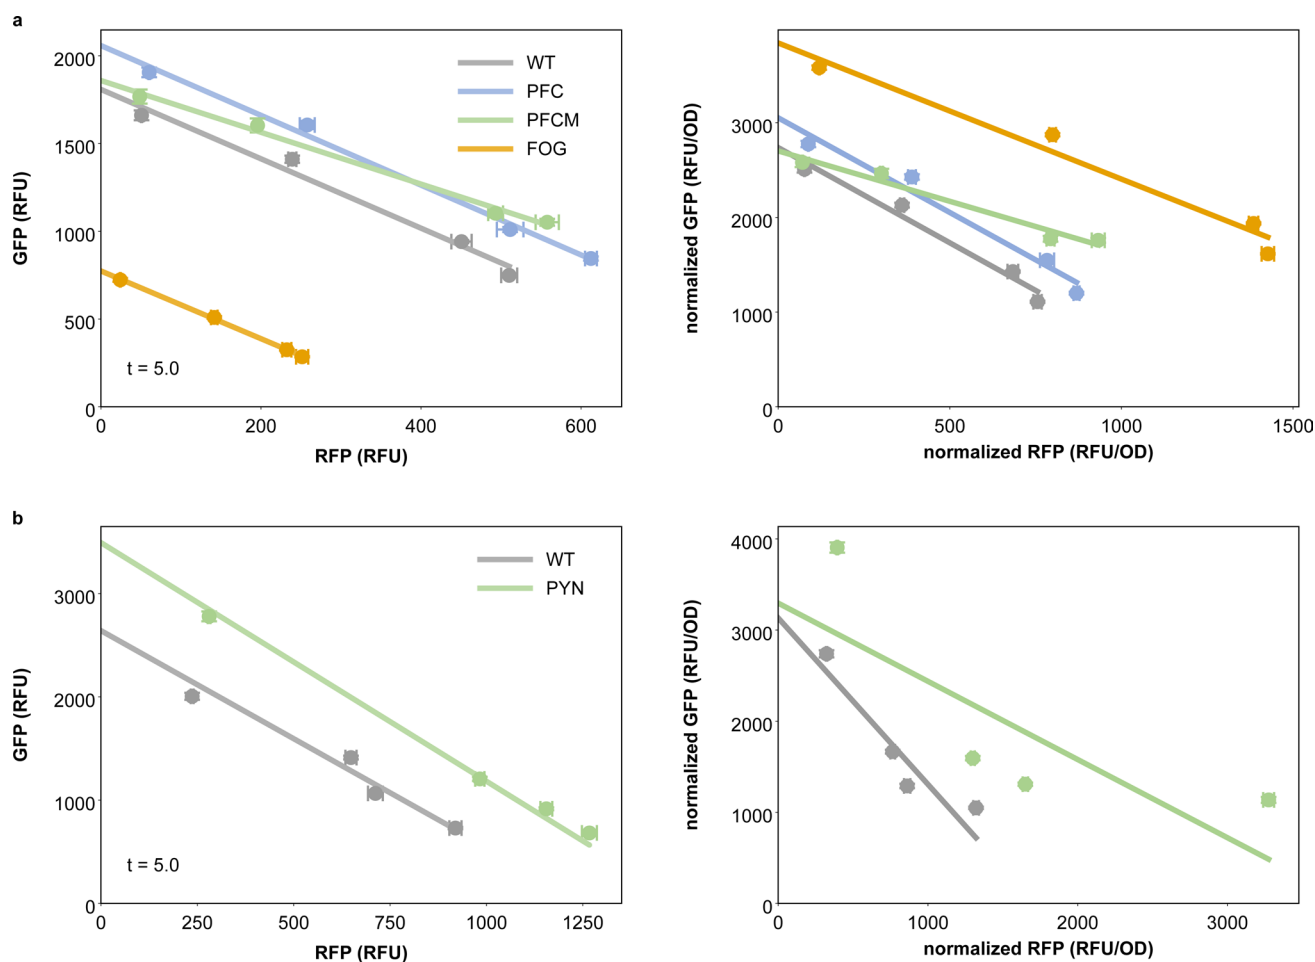 a
2000
1500
1000
500
0
GFP (RFU)
WT
PFC
PFCM
FOG
t = 5.0
0
200
400
600
RFP (RFU)
3000
2000
1000
0
normalized GFP (RFU/OD)
0
500
1000
1500
normalized RFP (RFU/OD)
b
3000
2000
1000
0
GFP (RFU)
WT
PYN
t = 5.0
0
250
500
750
1000
1250
RFP (RFU)
4000
3000
2000
1000
0
normalized GFP (RFU/OD)
0
1000
2000
3000
normalized RFP (RFU/OD)